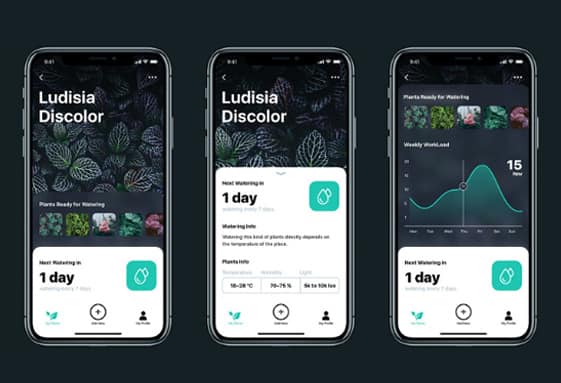 9:41
Ludisia
Discolor
Plants Ready for Watering
Next Watering in
1 day
watering every 7 days
My Plants
Add New
My Profile
9:41
Ludisia
Discolor
Next Watering in
1 day
watering every 7 days
Watering Info
Watering this kind of plants directly depends on
the temperature of the place.
Plants Info
Temperature Humidity Light
18-28 °C 70-75 % 5k to 10k lux
My Plants
Add New
My Profile
9:41
Plants Ready for Watering
Weekly WorkLoad
15
New
Mon Tue Wed Thu Fri Sat Sun
Next Watering in
1 day
watering every 7 days
My Plants
Add New
My Profile